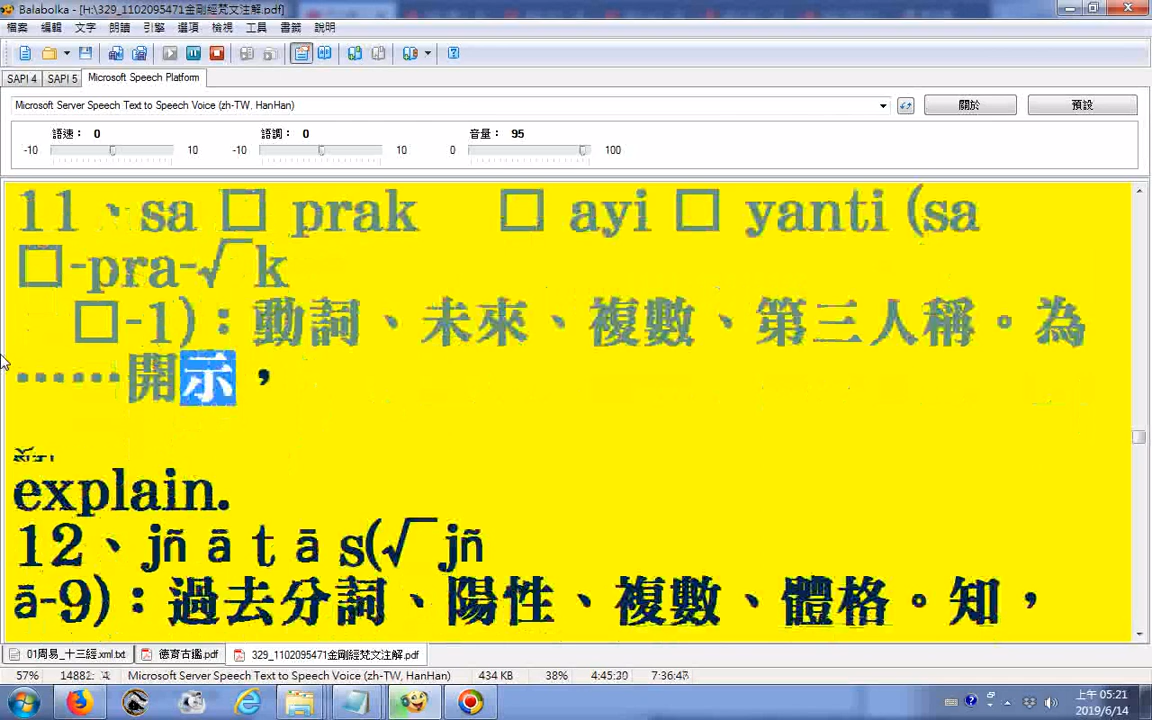 Balabolka - [H:\329_1102095471金剛經梵文注解.pdf]
檔案 編輯 文字 朗讀 引擎 選項 檢視 工具 書籤 說明
SAPI 4 SAPI 5 Microsoft Speech Platform
Microsoft Server Speech Text to Speech Voice (zh-TW, HanHan) 關於 預設
語速： 0 語調： 0 音量： 95
-10 10 -10 10 0 100
11、sa □ prak □ ayi □ yanti (sa
□-pra-√ k
□-1)：動詞、未來、複數、第三人稱。為
……開示，
explain.
12、jñ ā t ā s(√ jñ
ā-9)：過去分詞、陽性、複數、體格。知，
01周易_十三經.xml.txt 德育古鑑.pdf 329_1102095471金剛經梵文注解.pdf
57% Microsoft Server Speech Text to Speech Voice (zh-TW, HanHan) 434 KB 38%
上午 05:21
2019/6/14